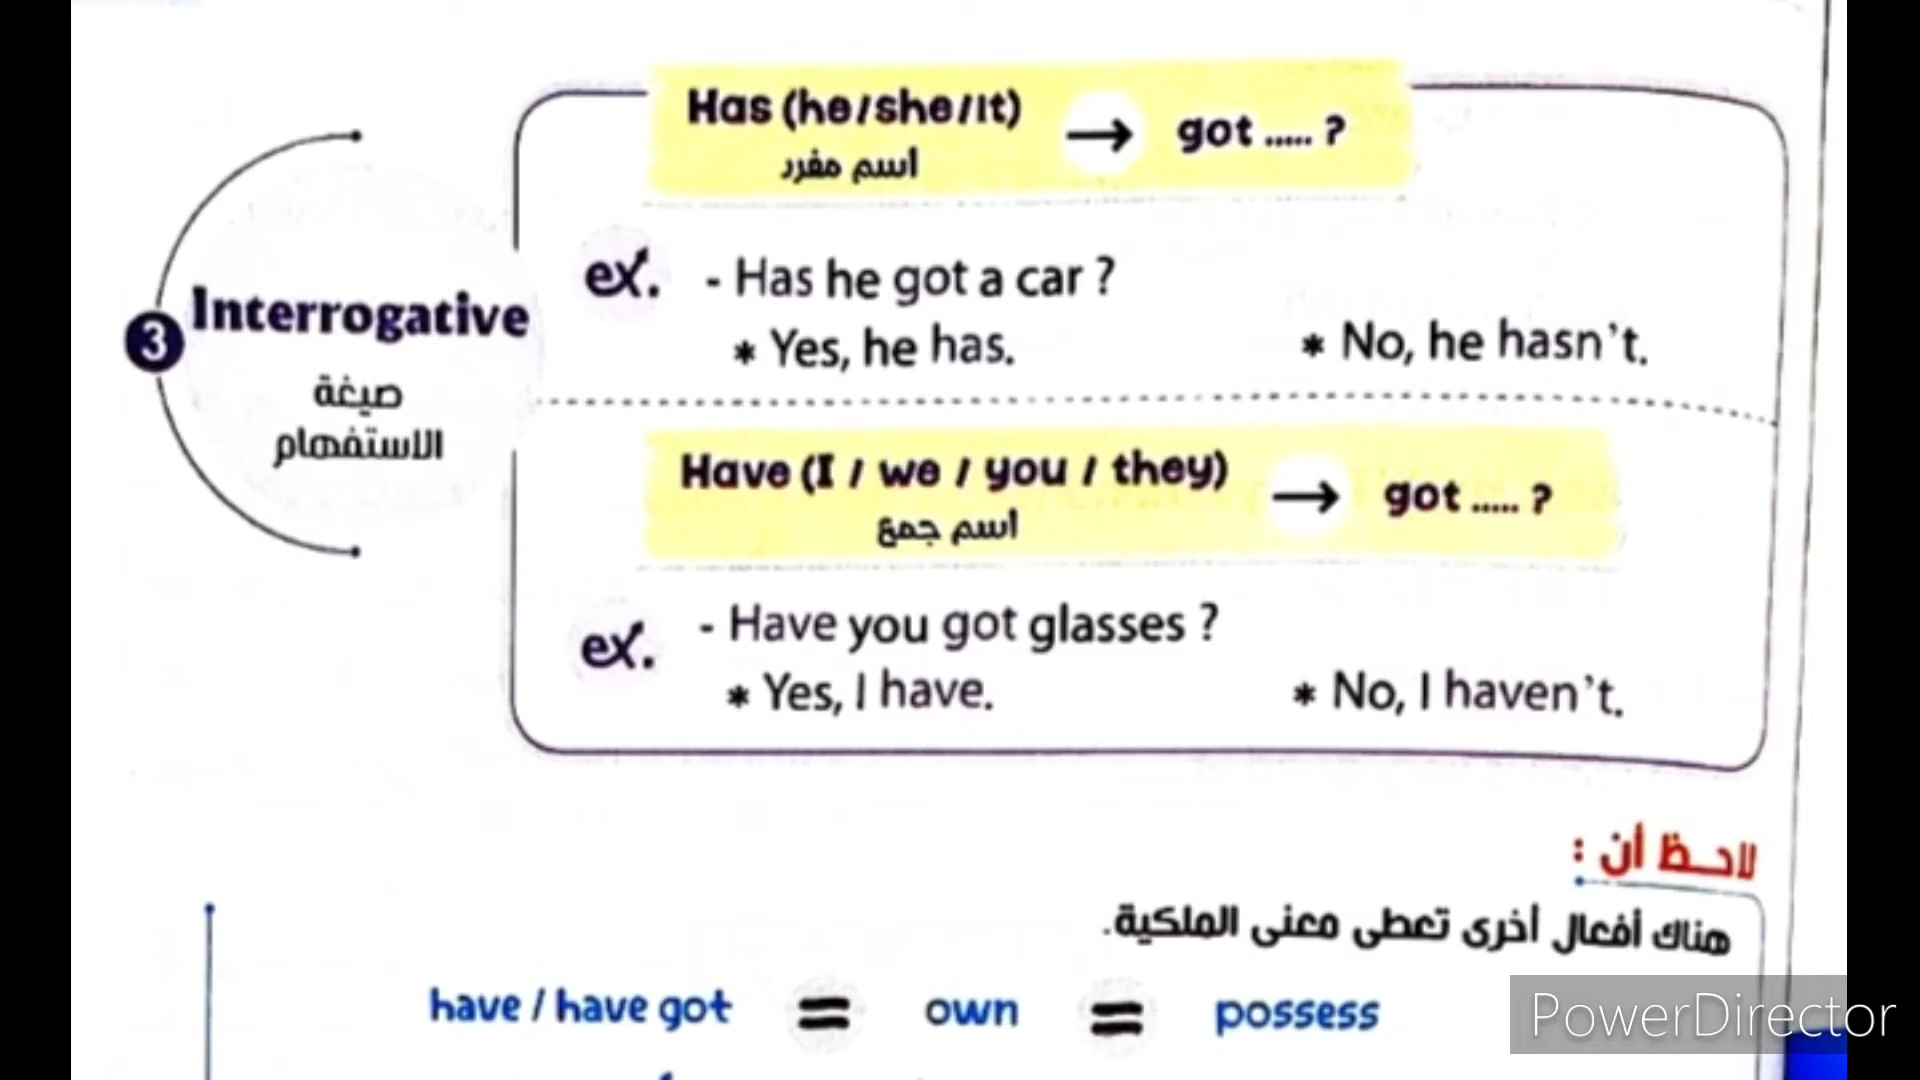 Has (he/she/it) → got ..... ?
اسم مفرد
ex. - Has he got a car ?
* Yes, he has. * No, he hasn't.
3 Interrogative
صيغة
الاستفهام
Have (I / we / you / they) → got ..... ?
اسم جمع
ex. - Have you got glasses ?
* Yes, I have. * No, I haven't.
لاحظ أن :
هناك أفعال أخرى تعطى معنى الملكية.
have / have got = own = possess
PowerDirector